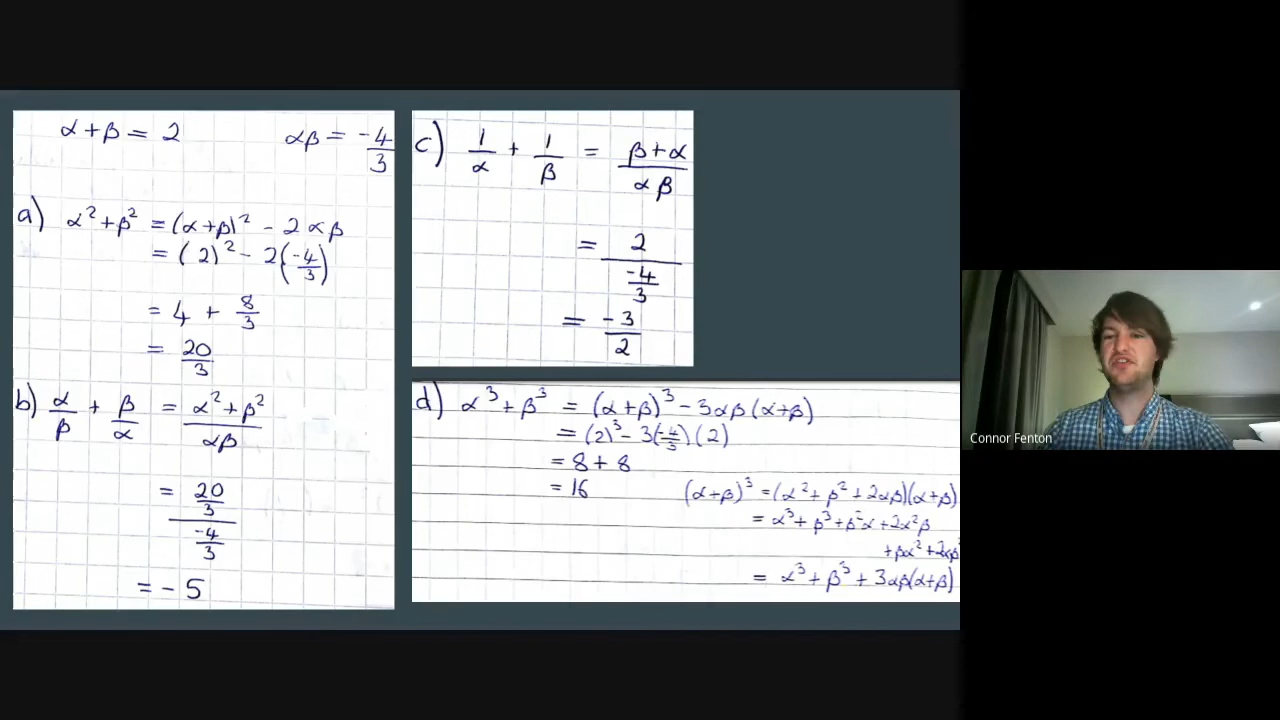 α + β = 2 αβ = -4/3
a) α² + β² = (α+β)² - 2αβ
= (2)² - 2(-4/3)
= 4 + 8/3
= 20/3
b) α/β + β/α = (α² + β²)/(αβ)
= (20/3)/(-4/3)
= -5
c) 1/α + 1/β = (β+α)/(αβ)
= 2/(-4/3)
= -3/2
d) α³ + β³ = (α+β)³ - 3αβ(α+β)
= (2)³ - 3(-4/3)(2)
= 8 + 8
= 16
(α+β)³ = (α² + β² + 2αβ)(α+β)
= α³ + β³ + β²α + 2α²β
+ βα² + 2αβ²
= α³ + β³ + 3αβ(α+β)
Connor Fenton